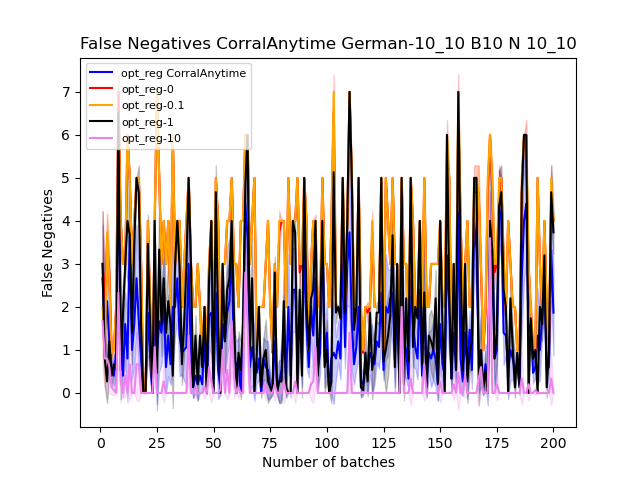 False Negatives CorralAnytime German-10_10 B10 N 10_10
opt_reg CorralAnytime
opt_reg-0
opt_reg-0.1
opt_reg-1
opt_reg-10
False Negatives
7
6
5
4
3
2
1
0
0 25 50 75 100 125 150 175 200
Number of batches